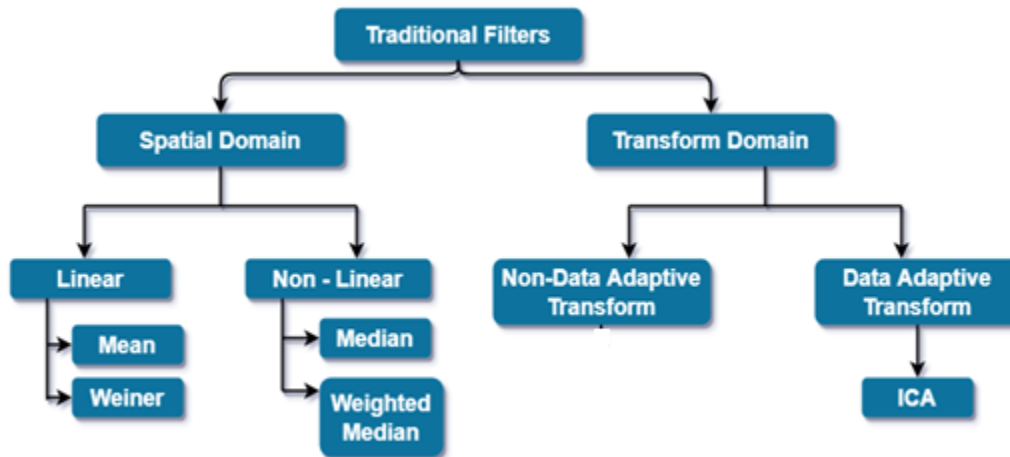 Traditional Filters
Spatial Domain
Transform Domain
Linear
Non - Linear
Non-Data Adaptive
Transform
Data Adaptive
Transform
Mean
Weiner
Median
Weighted
Median
ICA